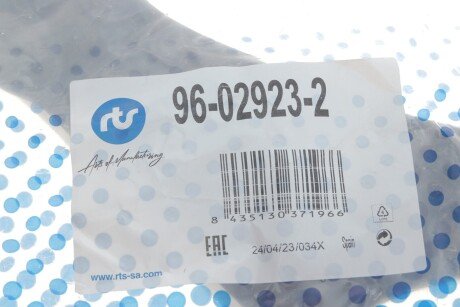 rts
96-02923-2
Arts of Manufacturing
8 435130 371966
EAC
24/04/23/034X
Spain
www.rts-sa.com